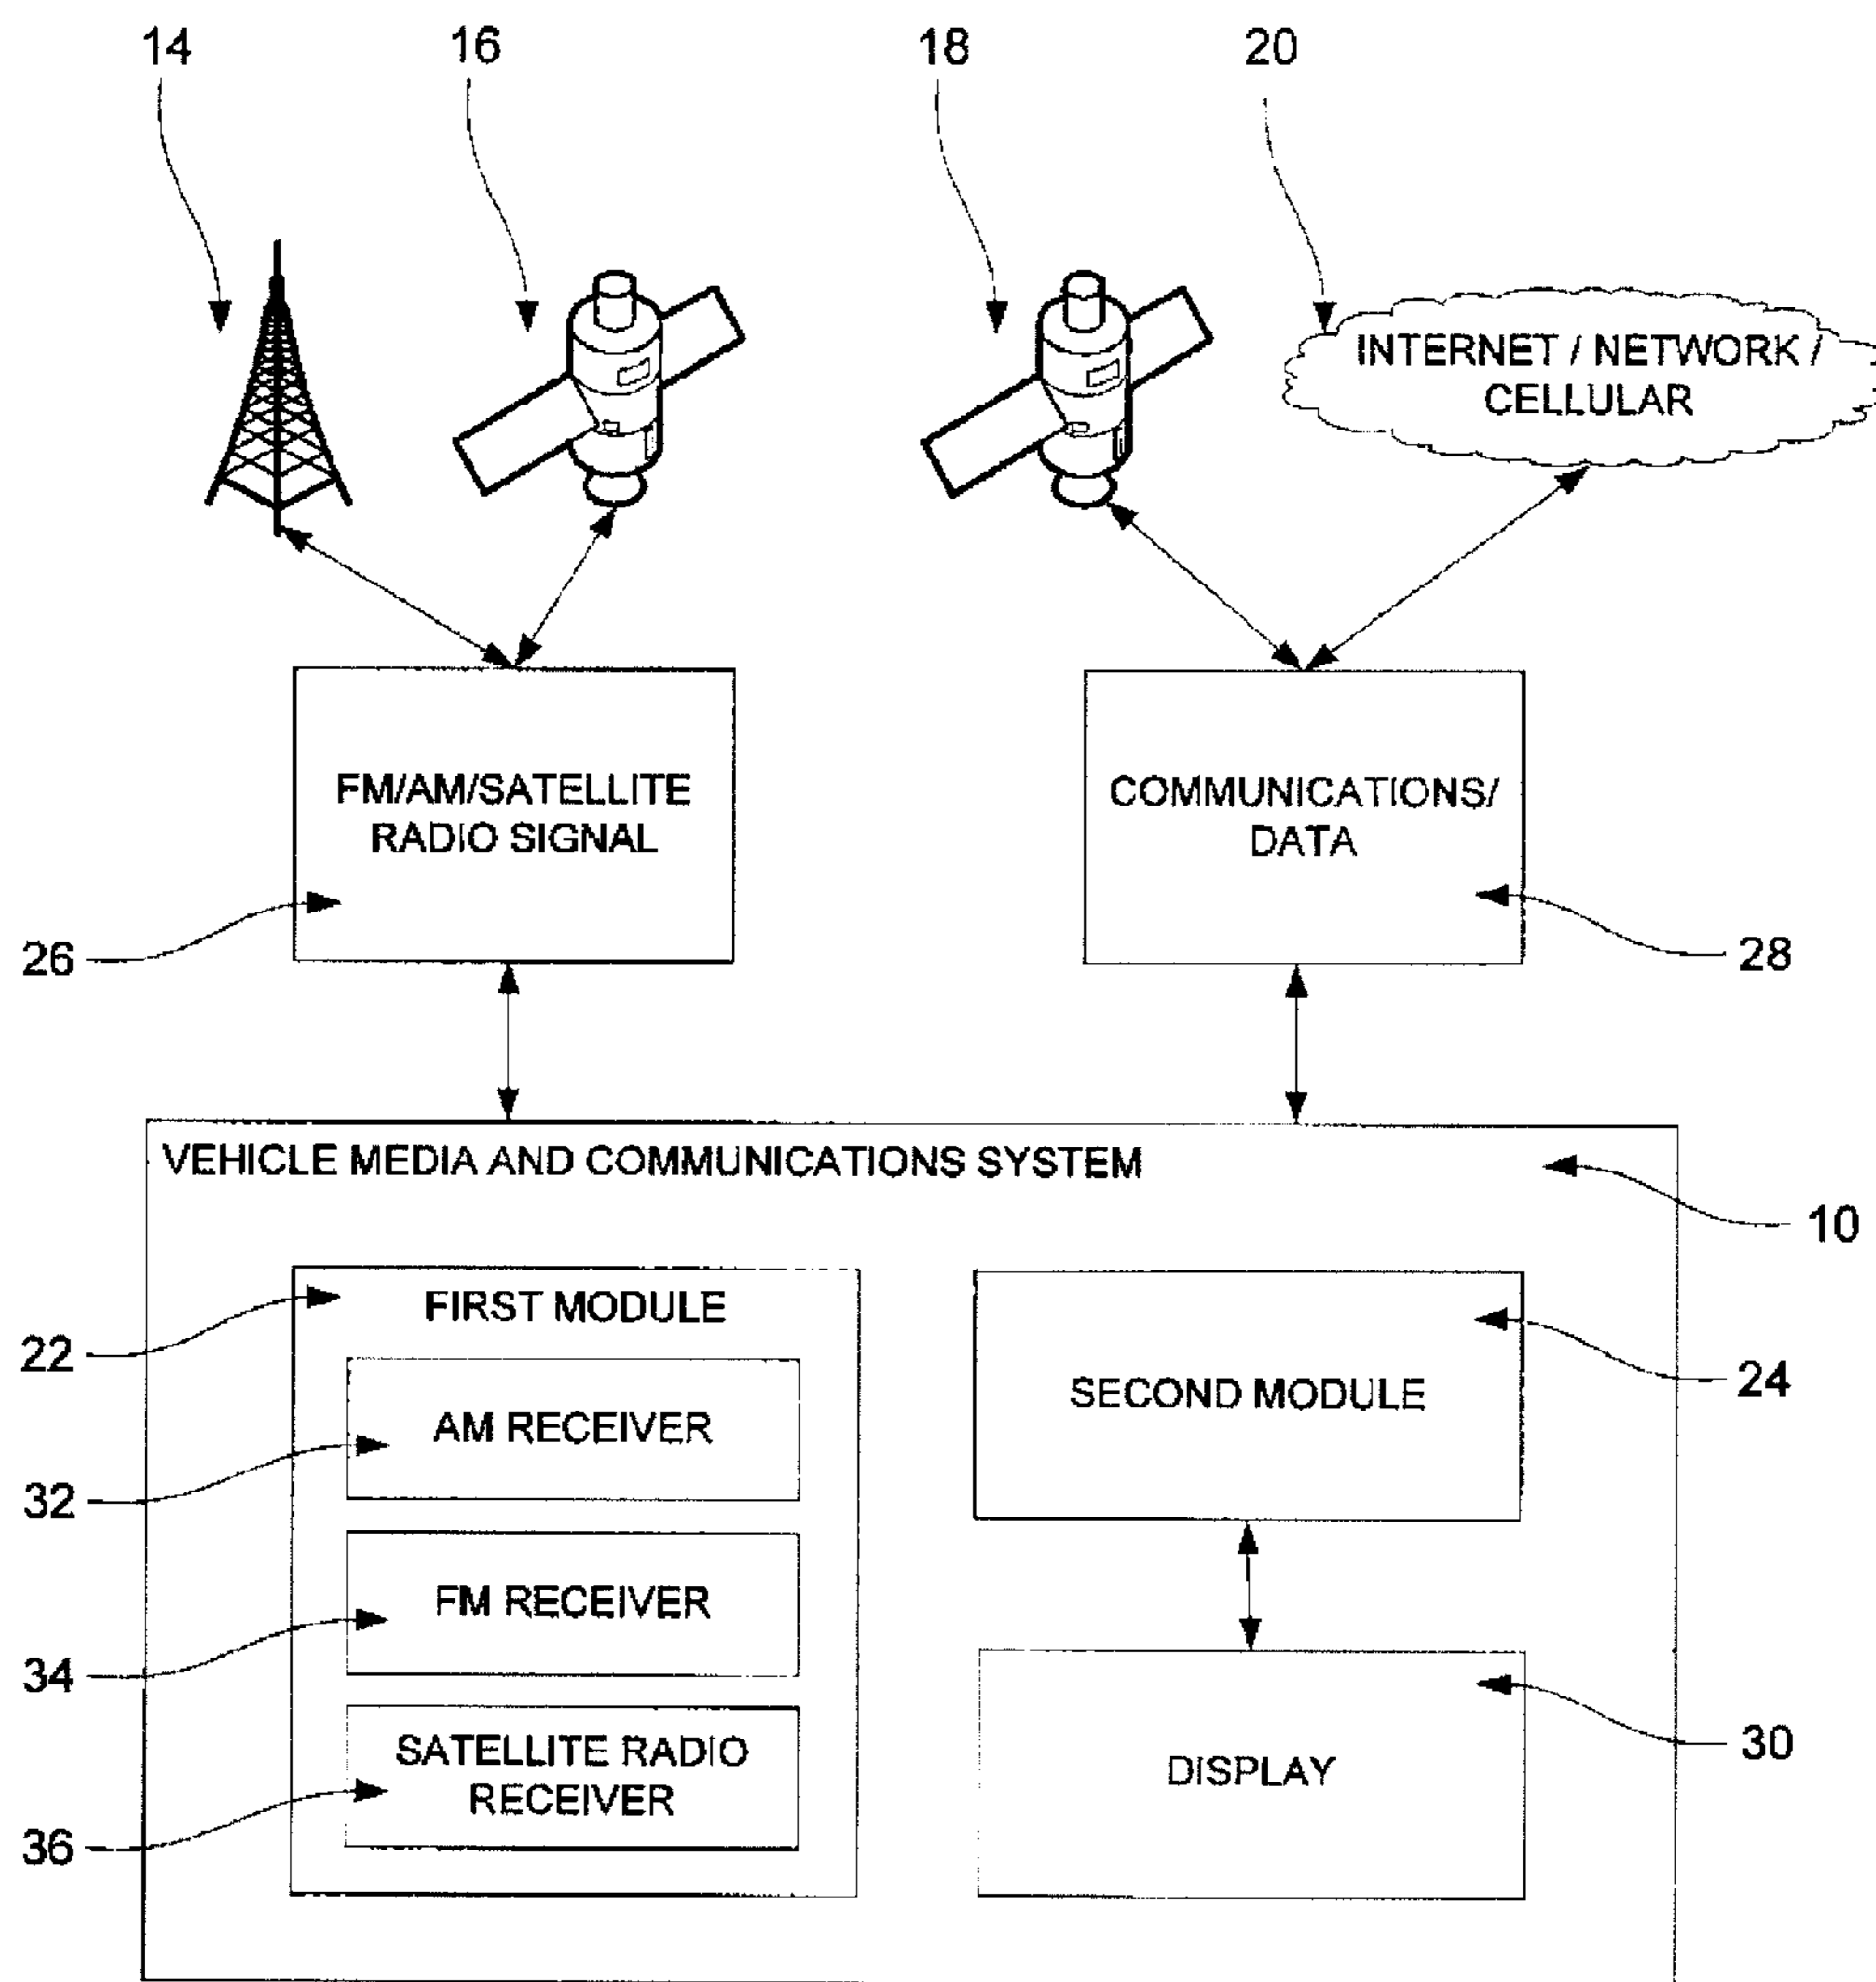 14
16
18
20
INTERNET / NETWORK /
CELLULAR
FM/AM/SATELLITE
RADIO SIGNAL
COMMUNICATIONS/
DATA
26
28
VEHICLE MEDIA AND COMMUNICATIONS SYSTEM
10
FIRST MODULE
22
SECOND MODULE
24
AM RECEIVER
32
FM RECEIVER
34
SATELLITE RADIO
RECEIVER
36
DISPLAY
30